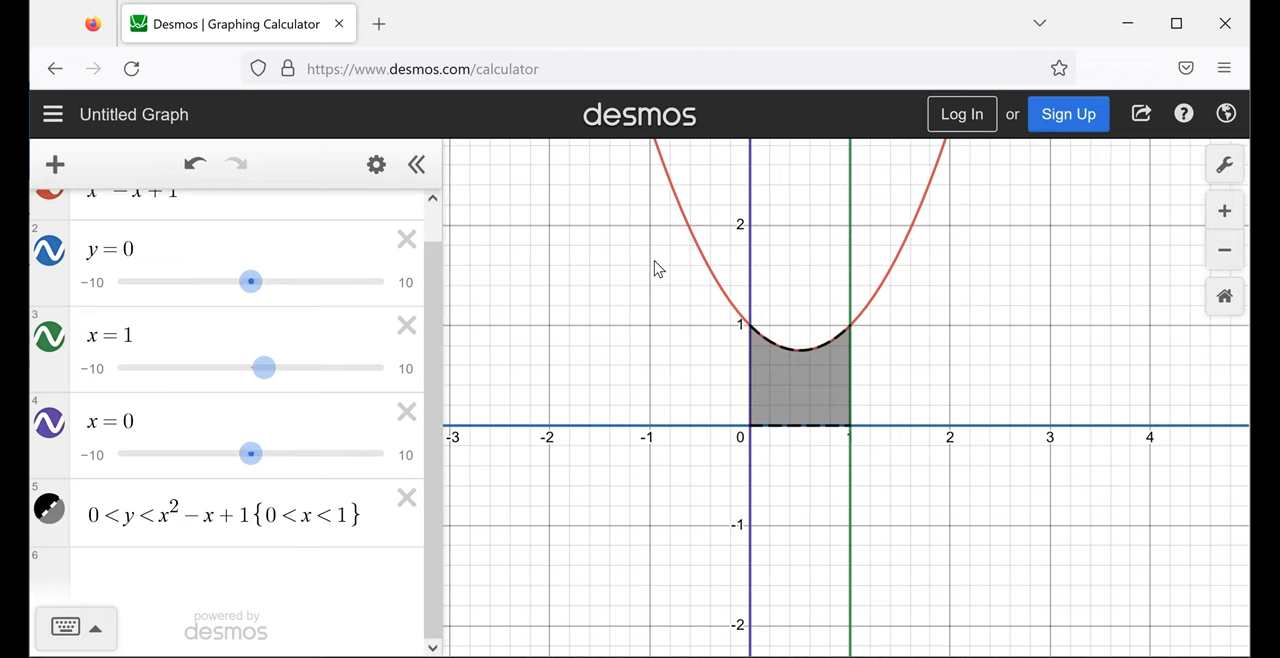 Desmos | Graphing Calculator
https://www.desmos.com/calculator
Untitled Graph
desmos
Log In or Sign Up
x² − x + 1
2
y = 0
−10 10
3
x = 1
−10 10
4
x = 0
−10 10
5
0 < y < x² − x + 1 {0 < x < 1}
6
powered by
desmos
2
1
-3 -2 -1 0 1 2 3 4
-1
-2